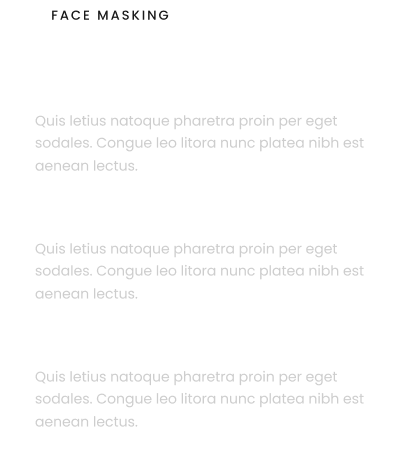 FACE MASKING
Quis letius natoque pharetra proin per eget
sodales. Congue leo litora nunc platea nibh est
aenean lectus.
Quis letius natoque pharetra proin per eget
sodales. Congue leo litora nunc platea nibh est
aenean lectus.
Quis letius natoque pharetra proin per eget
sodales. Congue leo litora nunc platea nibh est
aenean lectus.